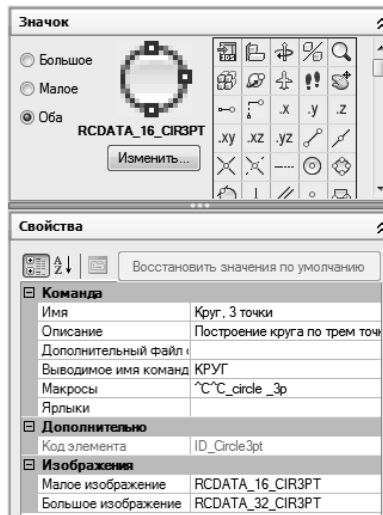 Значок
Большое
Малое
Оба
RCDATA_16_CIR3PT
Изменить...
.x .y .z
.xy .xz .yz
Свойства
Восстановить значения по умолчанию
Команда
Имя Круг, 3 точки
Описание Построение круга по трем
Дополнительный файл
Выводимое имя команд КРУГ
Макросы ^C^C_circle _3p
Ярлыки
Дополнительно
Код элемента ID_Circle3pt
Изображения
Малое изображение RCDATA_16_CIR3PT
Большое изображение RCDATA_32_CIR3PT